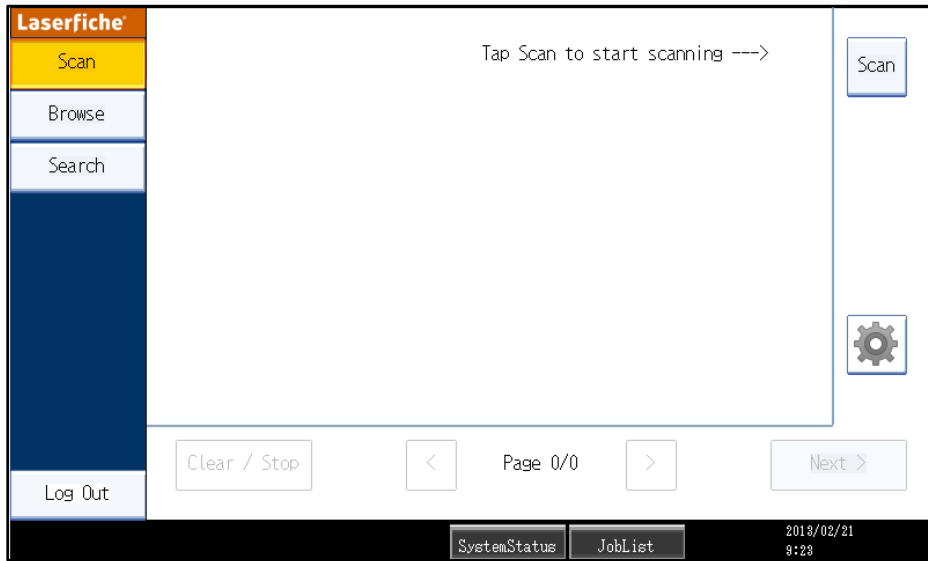 Laserfiche®
Scan
Browse
Search
Log Out
Tap Scan to start scanning --->
Scan
Clear / Stop
<
Page 0/0
>
Next >
SystemStatus
JobList
2013/02/21
9:23